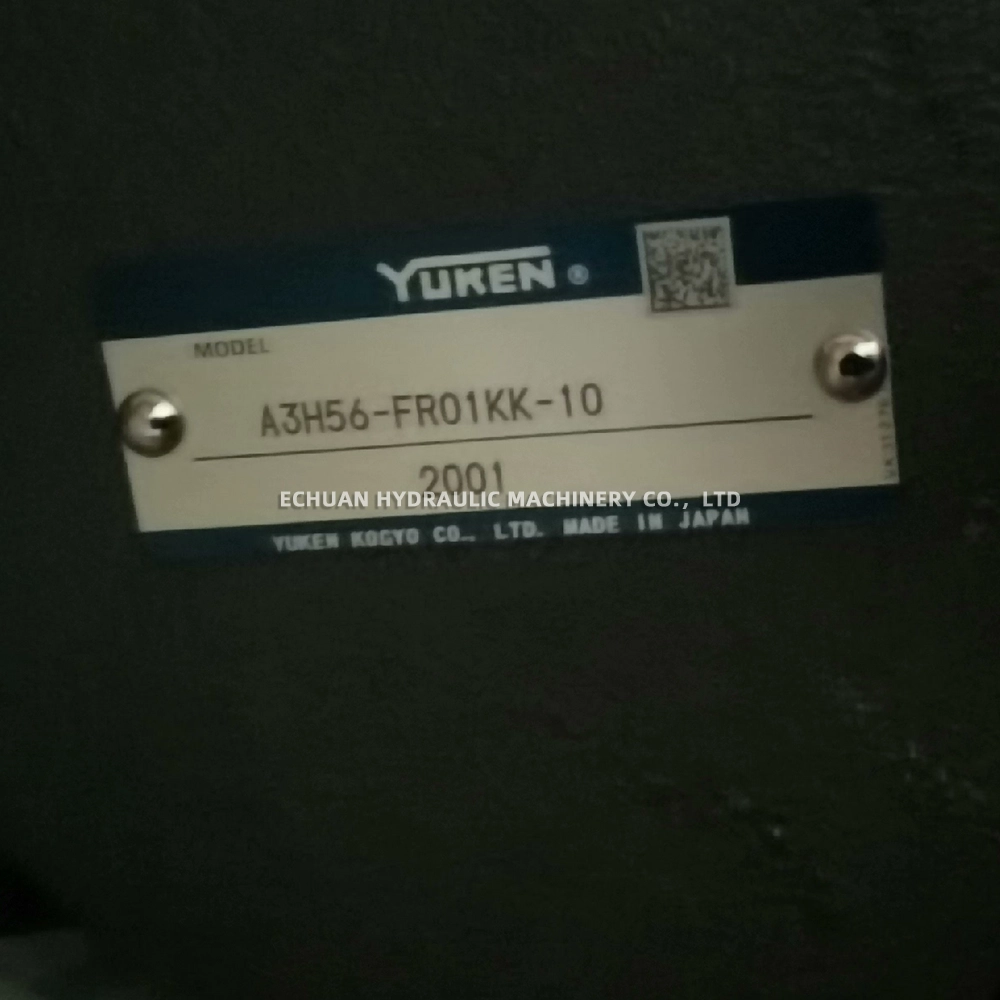 YUKEN ®
MODEL
A3H56-FR01KK-10
2001
ECHUAN HYDRAULIC MACHINERY CO., LTD
YUKEN KOGYO CO., LTD. MADE IN JAPAN